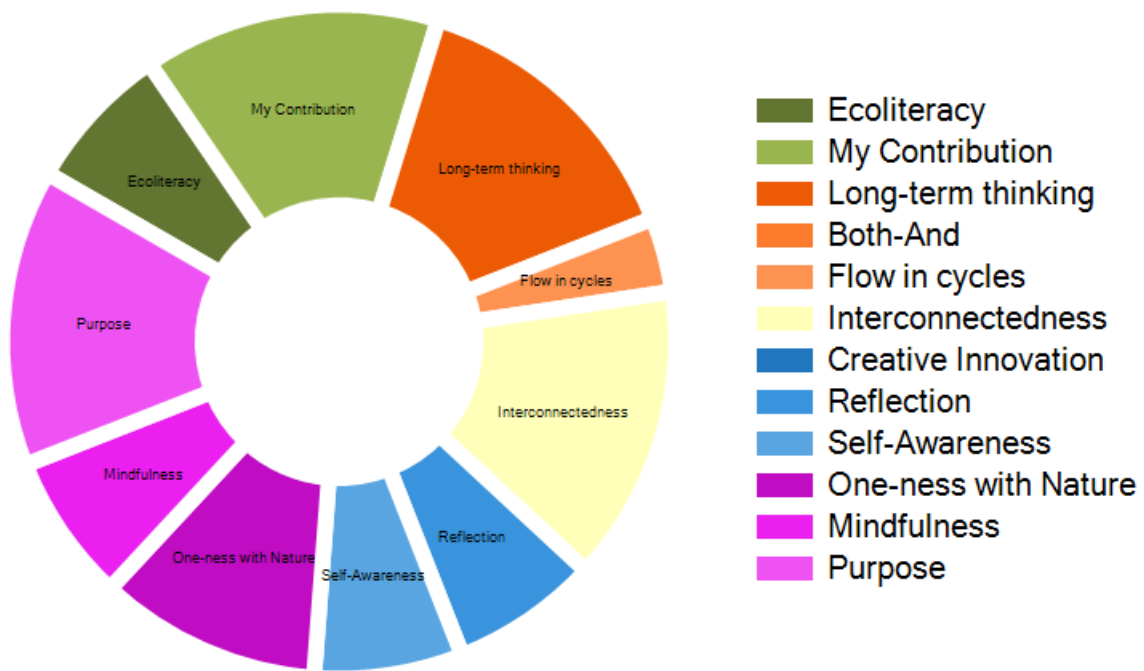 My Contribution
Long-term thinking
Ecoliteracy
Flow in cycles
Purpose
Interconnectedness
Mindfulness
Reflection
One-ness with Nature
Self-Awareness
Ecoliteracy
My Contribution
Long-term thinking
Both-And
Flow in cycles
Interconnectedness
Creative Innovation
Reflection
Self-Awareness
One-ness with Nature
Mindfulness
Purpose